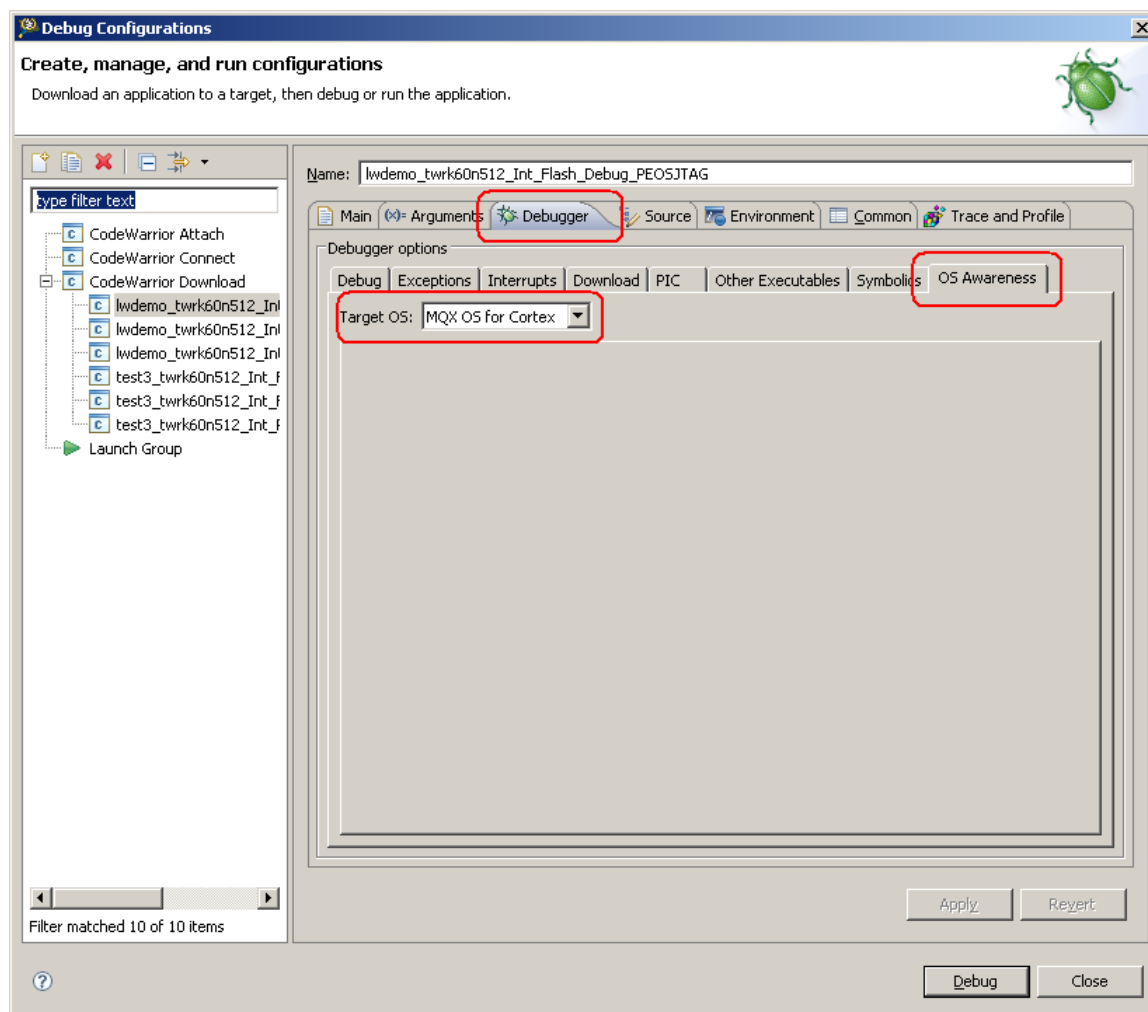 Debug Configurations
Create, manage, and run configurations
Download an application to a target, then debug or run the application.
type filter text
CodeWarrior Attach
CodeWarrior Connect
CodeWarrior Download
lwdemo_twrk60n512_Int
lwdemo_twrk60n512_Int
lwdemo_twrk60n512_Int
test3_twrk60n512_Int_F
test3_twrk60n512_Int_F
test3_twrk60n512_Int_F
Launch Group
Filter matched 10 of 10 items
Name: lwdemo_twrk60n512_Int_Flash_Debug_PEOSJTAG
Main (x)= Arguments Debugger Source Environment Common Trace and Profile
Debugger options
Debug Exceptions Interrupts Download PIC Other Executables Symbolics OS Awareness
Target OS: MQX OS for Cortex
Apply Revert
Debug Close